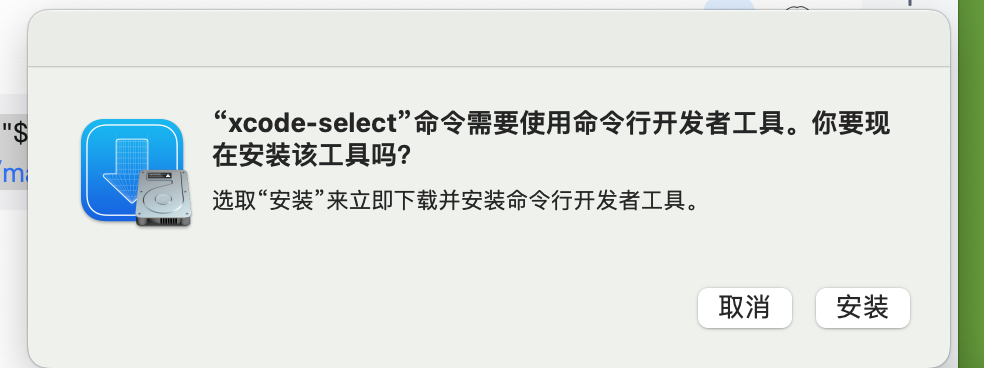 "$
/ma
“xcode-select”命令需要使用命令行开发者工具。你要现
在安装该工具吗？
选取“安装”来立即下载并安装命令行开发者工具。
取消
安装